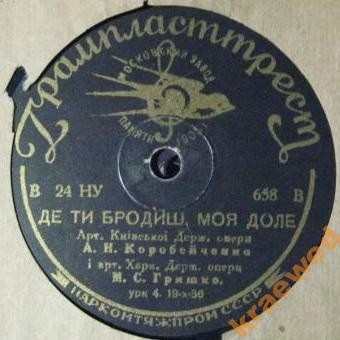 Грампласттрест
МОСКОВСКИЙ ЗАВОД
ПАМЯТИ 1905 г.
В 24 НУ 658 В
ДЕ ТИ БРОДИШ, МОЯ ДОЛЕ
Арт. Київської Держ. опери
А. Н. Коробейченко
і арт. Харк. Держ. опери
М. С. Гришко.
урк 4. 19-х-36
НАРКОМТЯЖПРОМ СССР
kraewed